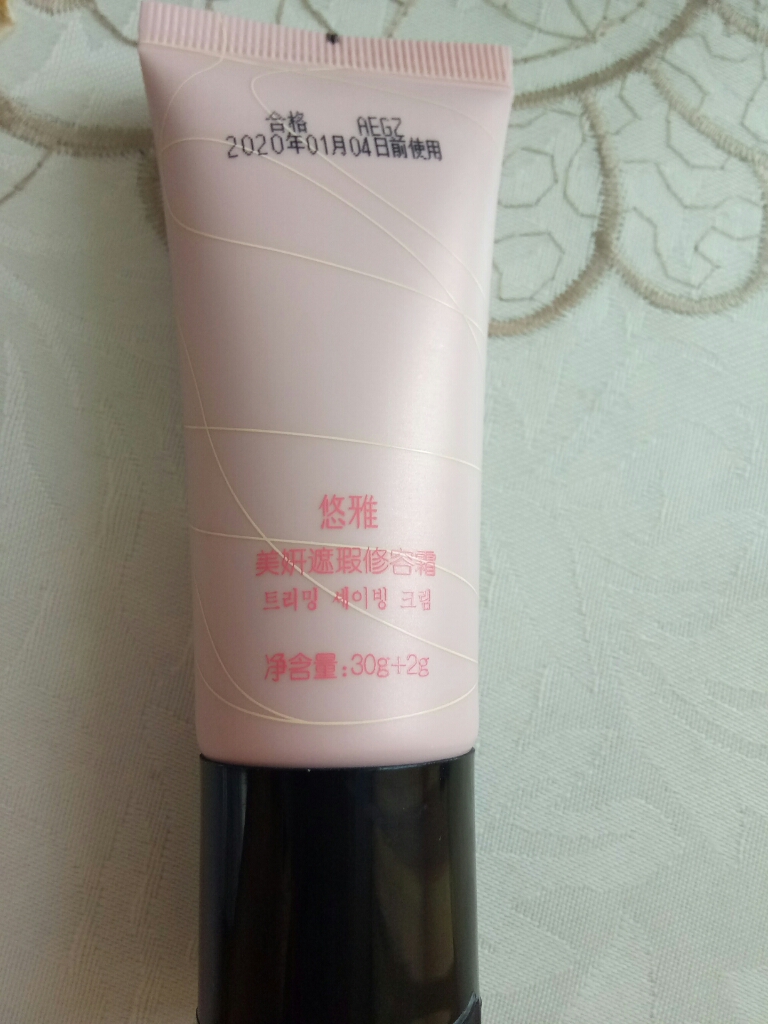 合格 AEGZ
2020年01月04日前使用
悠雅
美妍遮瑕修容霜
트리밍 세이빙 크림
净含量:30g+2g